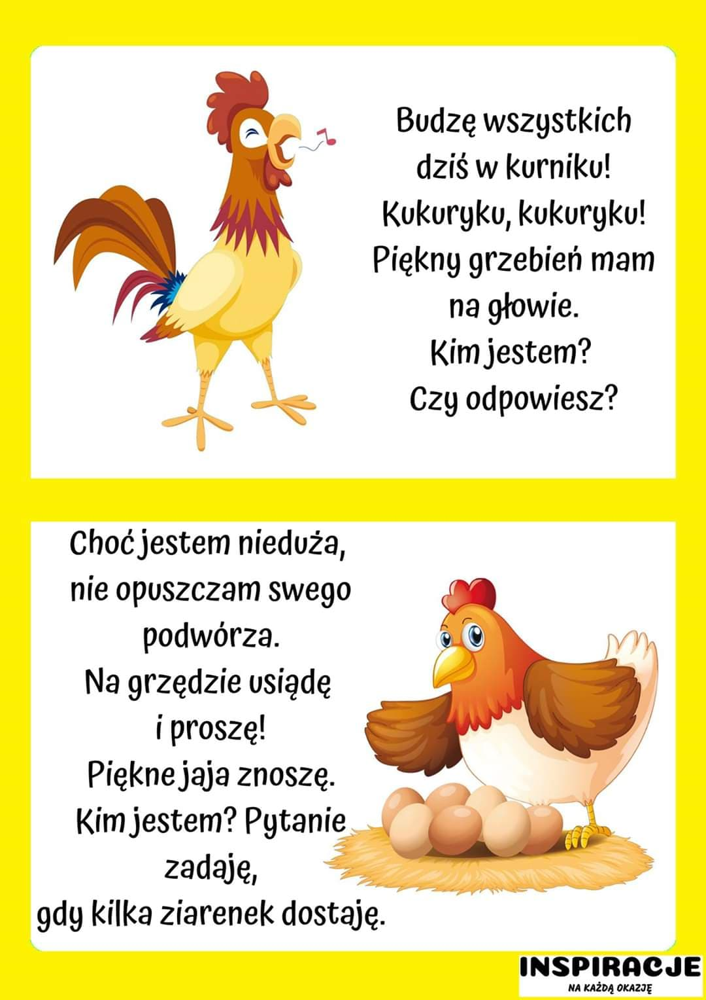 Budzę wszystkich
dziś w kurniku!
Kukuryku, kukuryku!
Piękny grzebień mam
na głowie.
Kim jestem?
Czy odpowiesz?
Choć jestem nieduża,
nie opuszczam swego
podwórza.
Na grzędzie usiądę
i proszę!
Piękne jaja znoszę.
Kim jestem? Pytanie
zadaję,
gdy kilka ziarenek dostaję.
INSPIRACJE
NA KAŻDĄ OKAZJĘ